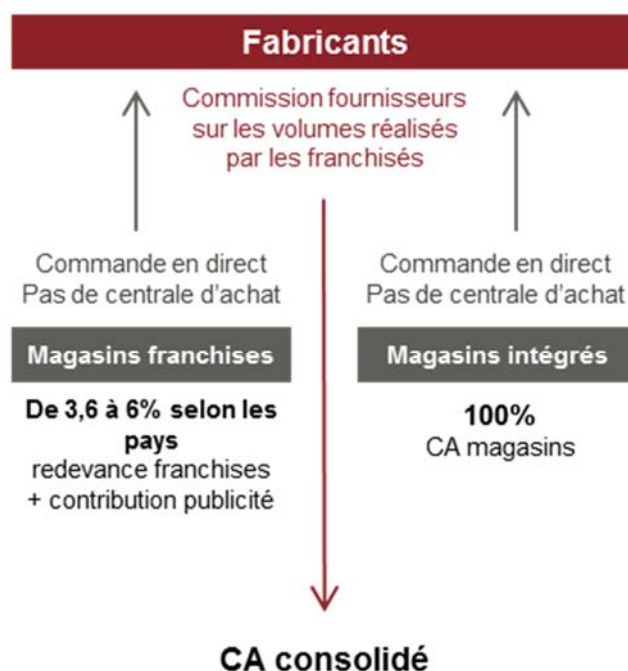 Fabricants
Commission fournisseurs
sur les volumes réalisés
par les franchisés
Commande en direct
Pas de centrale d'achat
Magasins franchises
De 3,6 à 6% selon les
pays
redevance franchises
+ contribution publicité
Commande en direct
Pas de centrale d'achat
Magasins intégrés
100%
CA magasins
CA consolidé